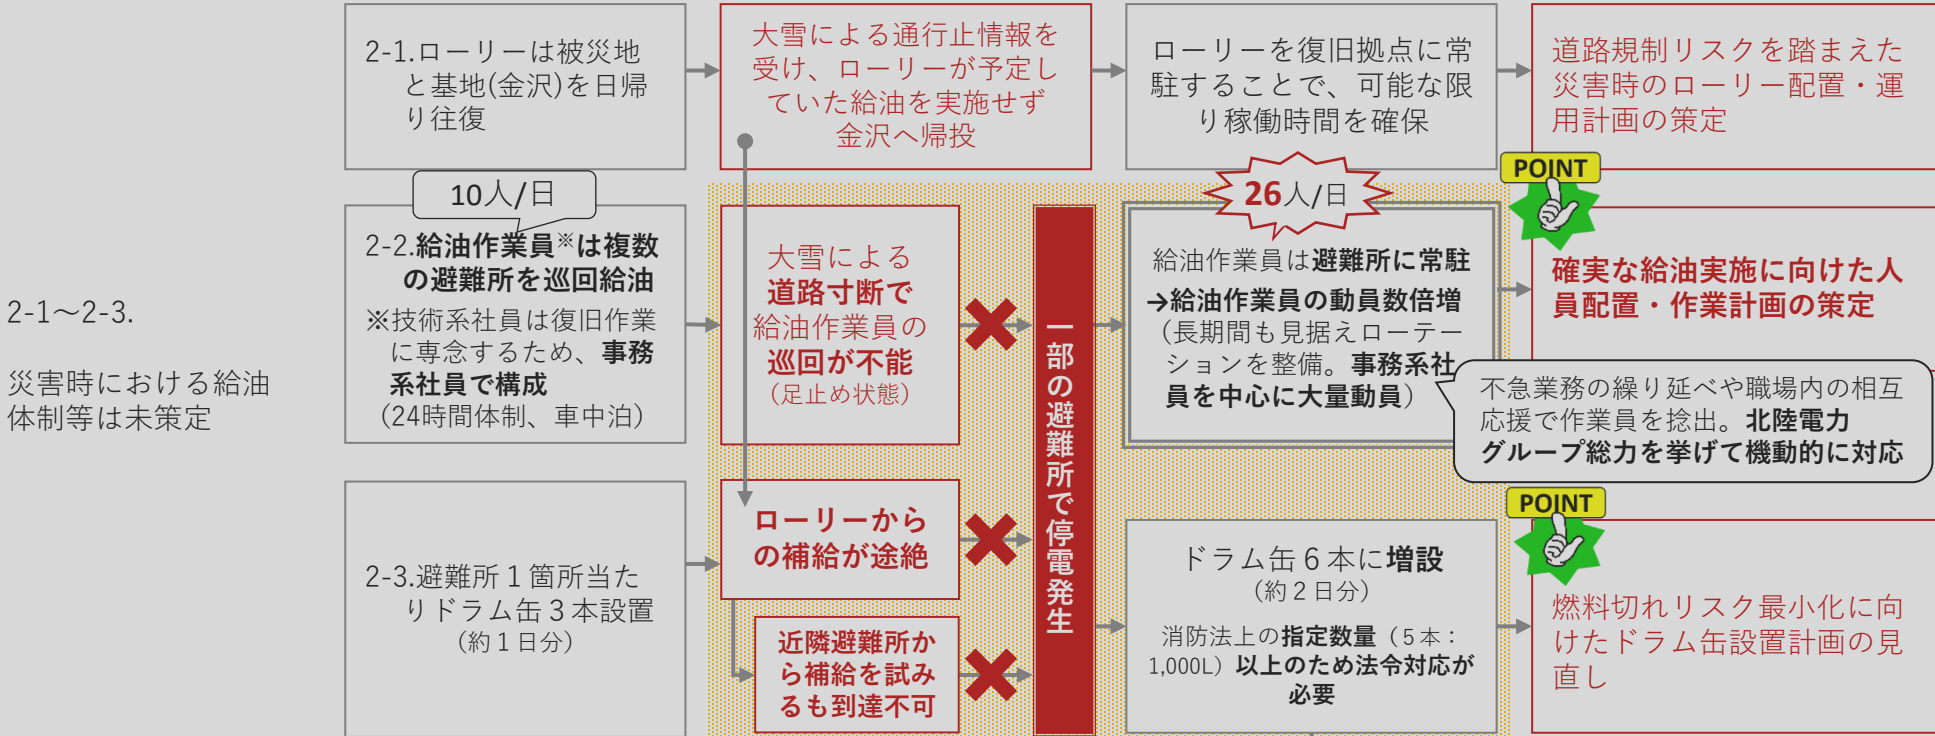 2-1～2-3.
災害時における給油
体制等は未策定
2-1.ローリーは被災地
と基地(金沢)を日帰
り往復
大雪による通行止情報を
受け、ローリーが予定し
ていた給油を実施せず
金沢へ帰投
ローリーを復旧拠点に常
駐することで、可能な限
り稼働時間を確保
道路規制リスクを踏まえた
災害時のローリー配置・運
用計画の策定
10人/日
2-2.給油作業員※は複数
の避難所を巡回給油
※技術系社員は復旧作業
に専念するため、事務
系社員で構成
（24時間体制、車中泊）
大雪による
道路寸断で
給油作業員の
巡回が不能
（足止め状態）
一部の避難所で停電発生
26人/日
給油作業員は避難所に常駐
→給油作業員の動員数倍増
（長期間も見据えローテー
ションを整備。事務系社
員を中心に大量動員）
POINT
確実な給油実施に向けた人
員配置・作業計画の策定
不急業務の繰り延べや職場内の相互
応援で作業員を捻出。北陸電力
グループ総力を挙げて機動的に対応
2-3.避難所１箇所当た
りドラム缶３本設置
（約１日分）
ローリーから
の補給が途絶
近隣避難所か
ら補給を試み
るも到達不可
ドラム缶６本に増設
（約２日分）
消防法上の指定数量（５本：
1,000L）以上のため法令対応が
必要
POINT
燃料切れリスク最小化に向
けたドラム缶設置計画の見
直し